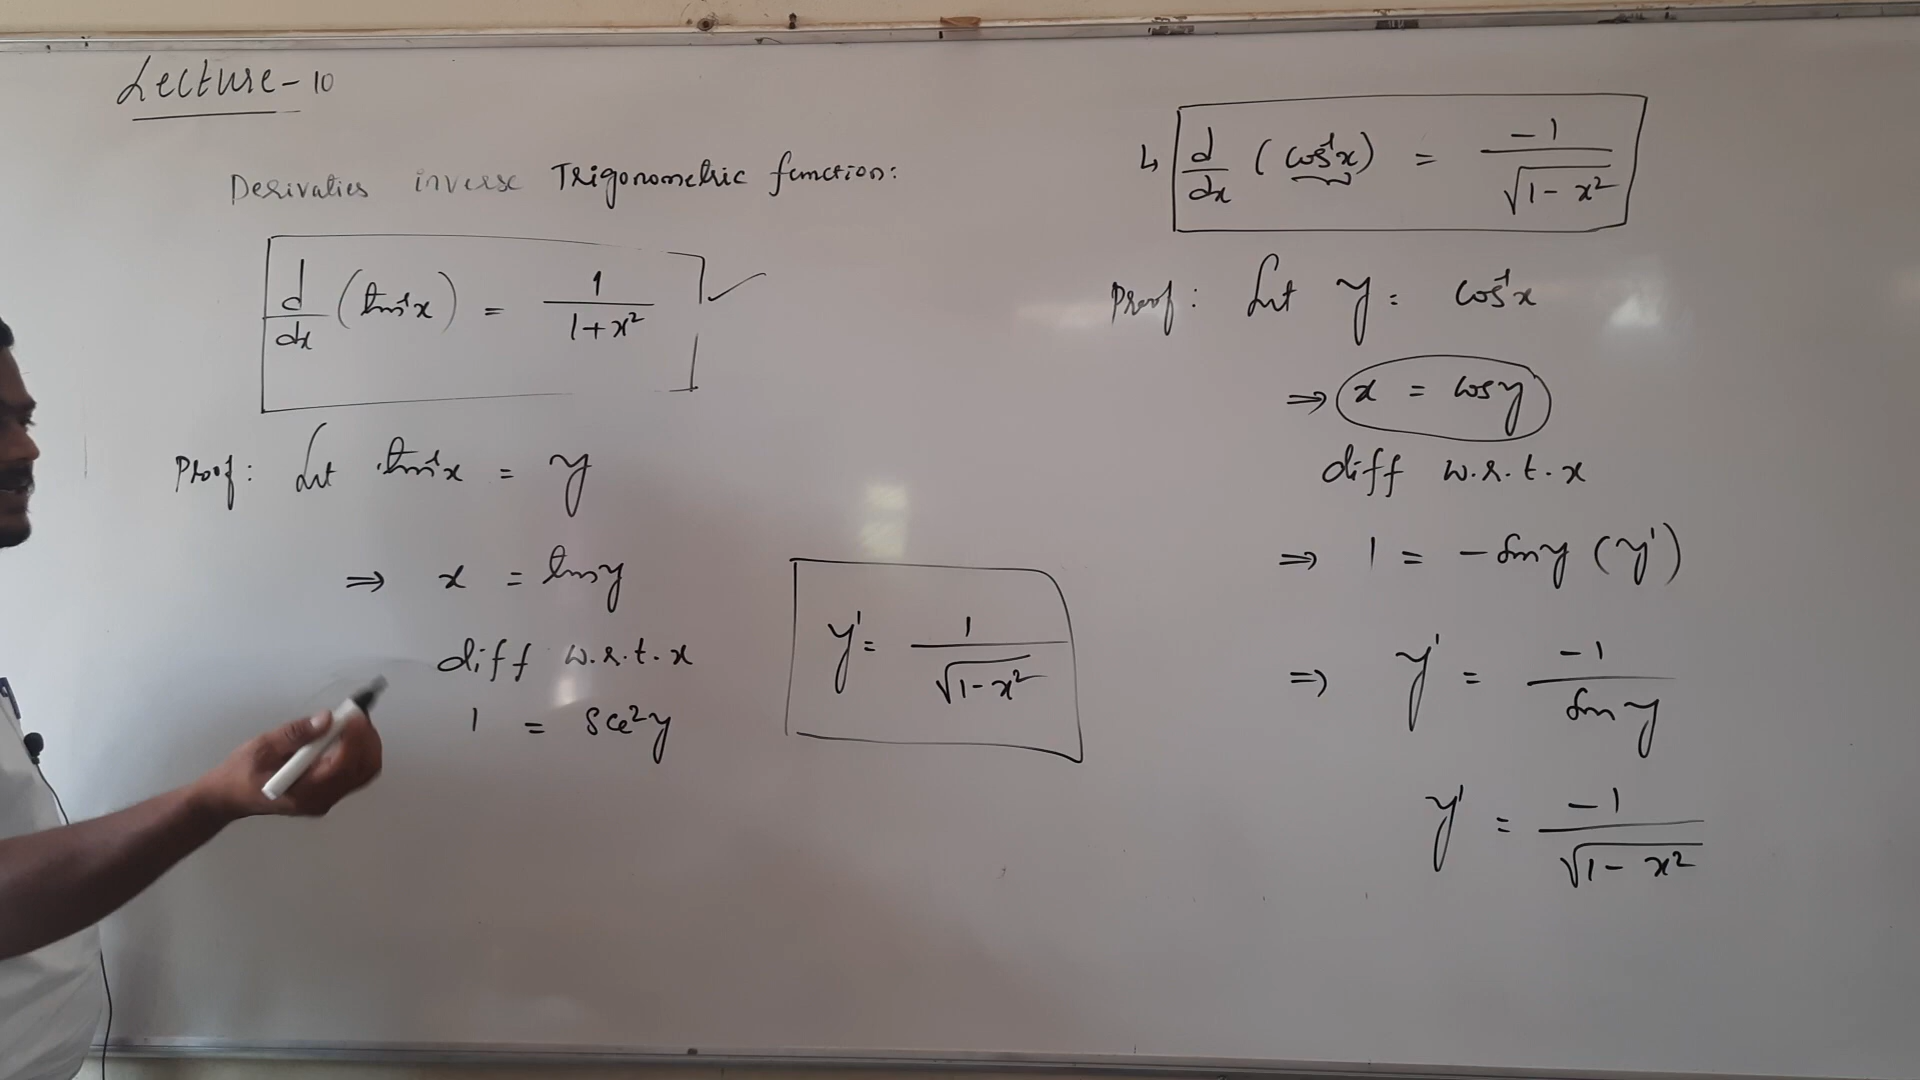 Lecture-10
Derivaties inverse Trigonometric function:
d/dx (tan⁻¹x) = 1/(1+x²)
Proof: Let tan⁻¹x = y
⇒ x = tany
diff w.r.t. x
1 = Sec²y
y' = 1/√(1-x²)
↳ d/dx (cos⁻¹x) = -1/√(1-x²)
Proof: Let y = cos⁻¹x
⇒ x = cosy
diff w.r.t. x
⇒ 1 = -Siny (y')
⇒ y' = -1/Siny
y' = -1/√(1-x²)